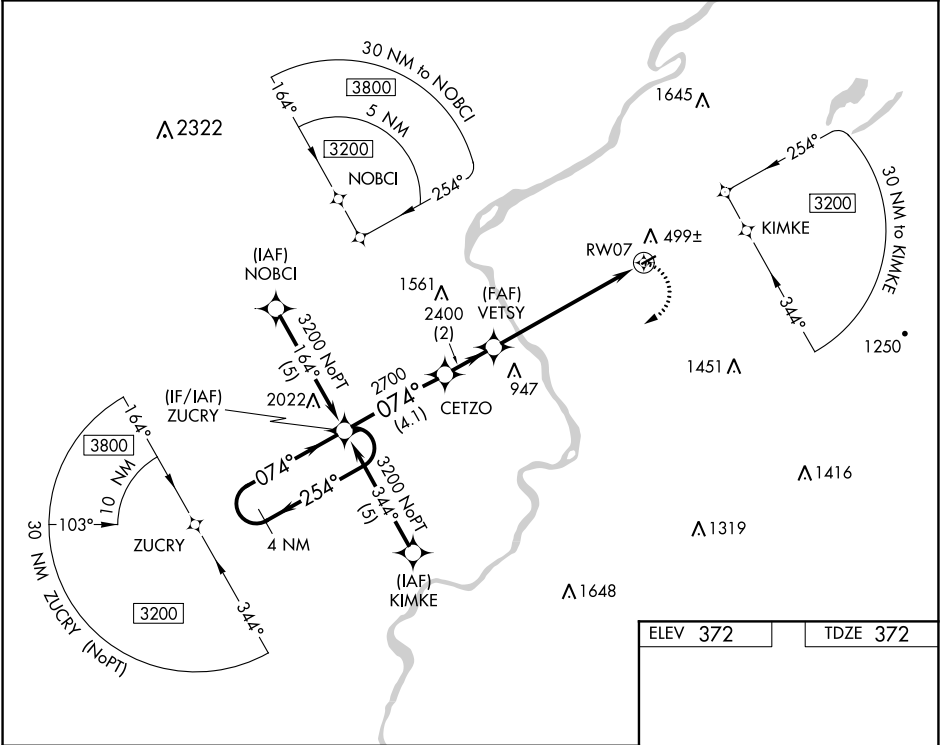 30 NM to NOBCI
3800
164°
5 NM
3200
NOBCI
254°
2322
1645
254°
3200
30 NM to KIMKE
KIMKE
344°
1250
RW07
499±
(IAF)
NOBCI
1561
2400
(2)
(FAF)
VETSY
3200 NoPT
164°
(5)
2700
074°
(4.1)
CETZO
947
1451
(IF/IAF)
ZUCRY
2022
074°
254°
4 NM
3200 NoPT
344°
(5)
(IAF)
KIMKE
1416
1319
1648
164°
3800
10 NM
103°
ZUCRY
3200
344°
30 NM ZUCRY (NoPT)
ELEV 372
TDZE 372